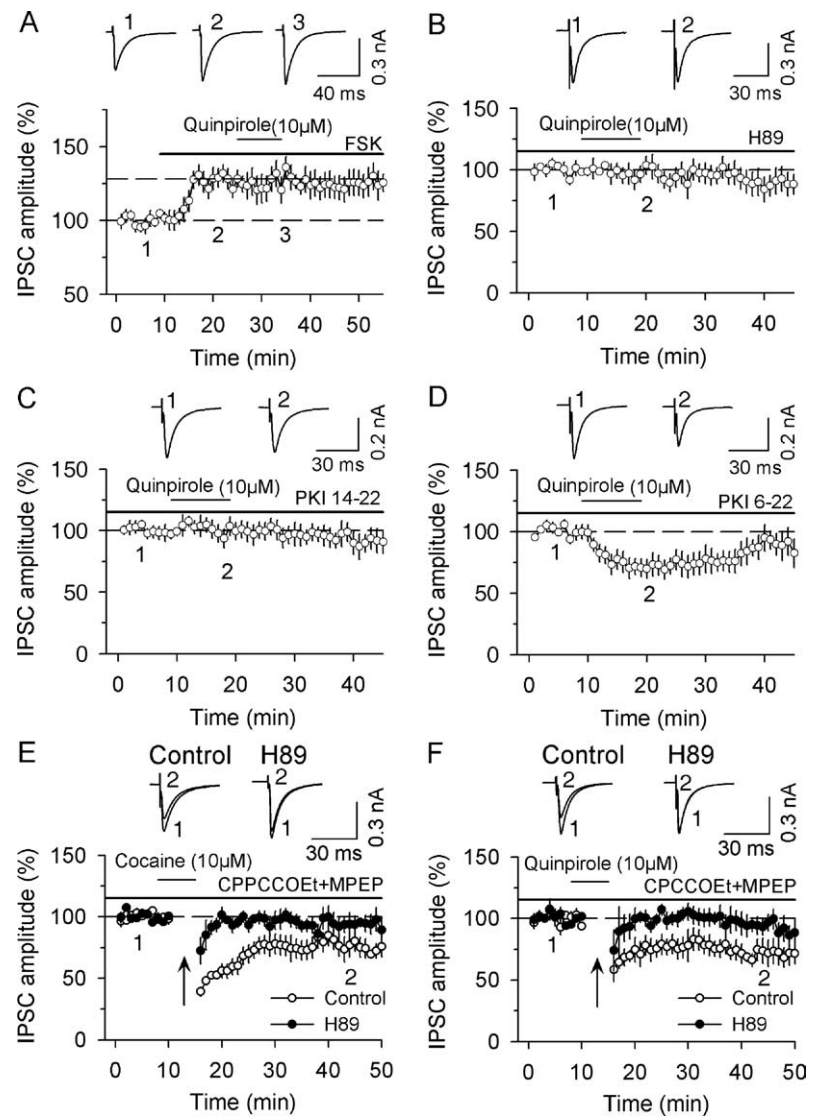 A
1 2 3
0.3 nA
40 ms
Quinpirole(10µM)
FSK
IPSC amplitude (%)
150
100
50
1 2 3
0 10 20 30 40 50
Time (min)
B
1 2
0.3 nA
30 ms
Quinpirole(10µM)
H89
IPSC amplitude (%)
150
100
50
0
1 2
0 10 20 30 40
Time (min)
C
1 2
0.2 nA
30 ms
Quinpirole (10µM)
PKI 14-22
IPSC amplitude (%)
150
100
50
0
1 2
0 10 20 30 40
Time (min)
D
1 2
0.2 nA
30 ms
Quinpirole (10µM)
PKI 6-22
IPSC amplitude (%)
150
100
75
50
0
1 2
0 10 20 30 40
Time (min)
E
Control H89
2 2
1 1
0.3 nA
30 ms
Cocaine (10µM)
CPPCCOEt+MPEP
IPSC amplitude (%)
150
100
50
0
1 2
Control
H89
0 10 20 30 40 50
Time (min)
F
Control H89
2 2
1 1
0.3 nA
30 ms
Quinpirole (10µM)
CPCCOEt+MPEP
IPSC amplitude (%)
150
100
50
0
1 2
Control
H89
0 10 20 30 40 50
Time (min)